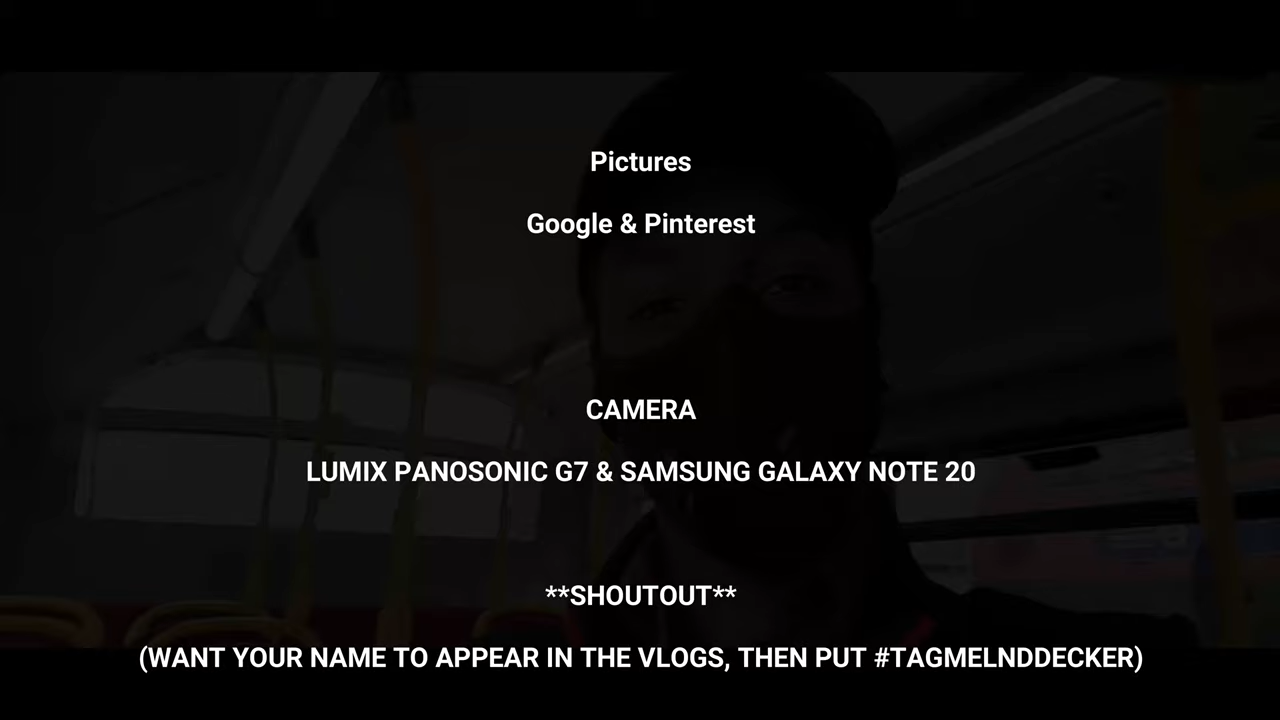 Pictures
Google & Pinterest
CAMERA
LUMIX PANOSONIC G7 & SAMSUNG GALAXY NOTE 20
**SHOUTOUT**
(WANT YOUR NAME TO APPEAR IN THE VLOGS, THEN PUT #TAGMELNDDECKER)